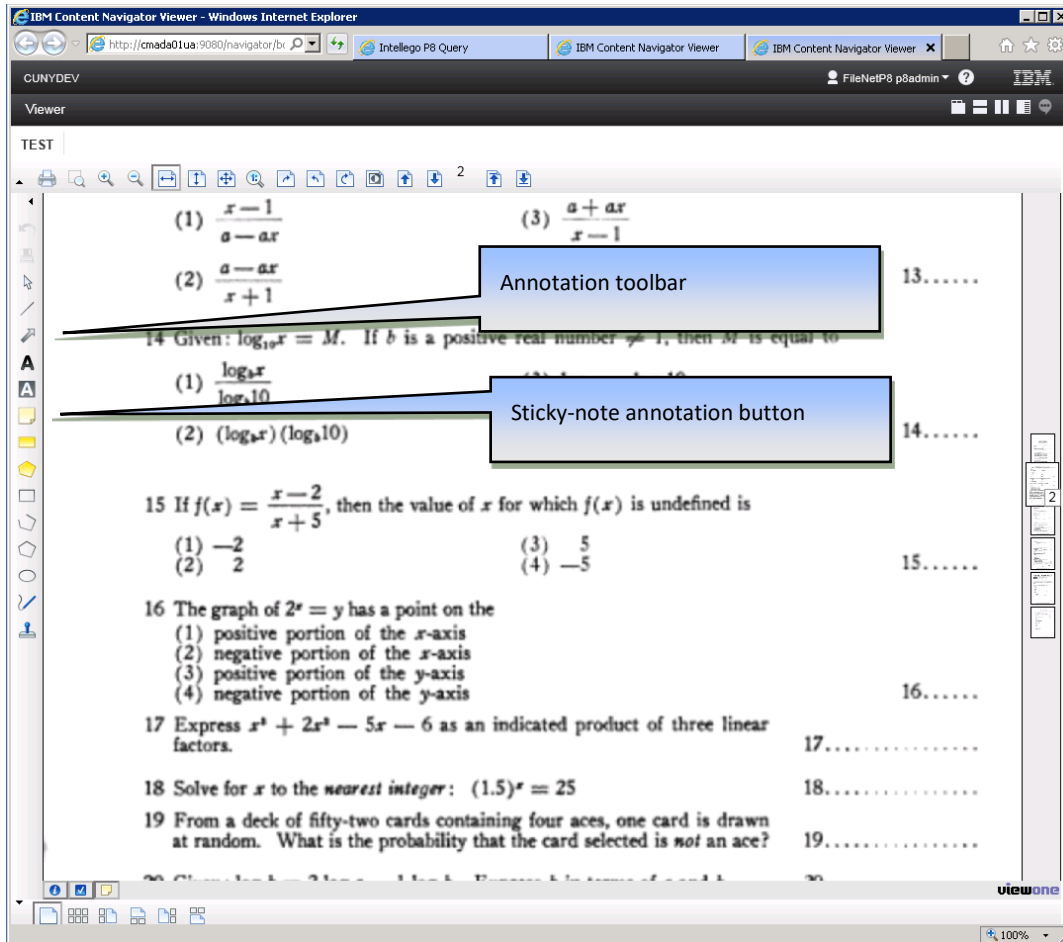 IBM Content Navigator Viewer - Windows Internet Explorer
http://cmada01ua:9080/navigator/bo
Intellego P8 Query
IBM Content Navigator Viewer
IBM Content Navigator Viewer
CUNYDEV
FileNetP8 p8admin
IBM.
Viewer
TEST
2
(1) x — 1 / a — ax
(3) a + ax / x — 1
(2) a — ax / x + 1
13......
Annotation toolbar
14 Given: log₁₀x = M. If b is a positive real number ≠ 1, then M is equal to
(1) log_b x / log_b 10
Sticky-note annotation button
(2) (log_b x) (log_b 10)
14......
15 If f(x) = x — 2 / x + 5, then the value of x for which f(x) is undefined is
(1) —2
(3) 5
(2) 2
(4) —5
15......
2
16 The graph of 2ˣ = y has a point on the
(1) positive portion of the x-axis
(2) negative portion of the x-axis
(3) positive portion of the y-axis
(4) negative portion of the y-axis
16......
17 Express x³ + 2x² — 5x — 6 as an indicated product of three linear
factors.
17................
18 Solve for x to the nearest integer: (1.5)ˣ = 25
18................
19 From a deck of fifty-two cards containing four aces, one card is drawn
at random. What is the probability that the card selected is not an ace?
19................
viewone
100%